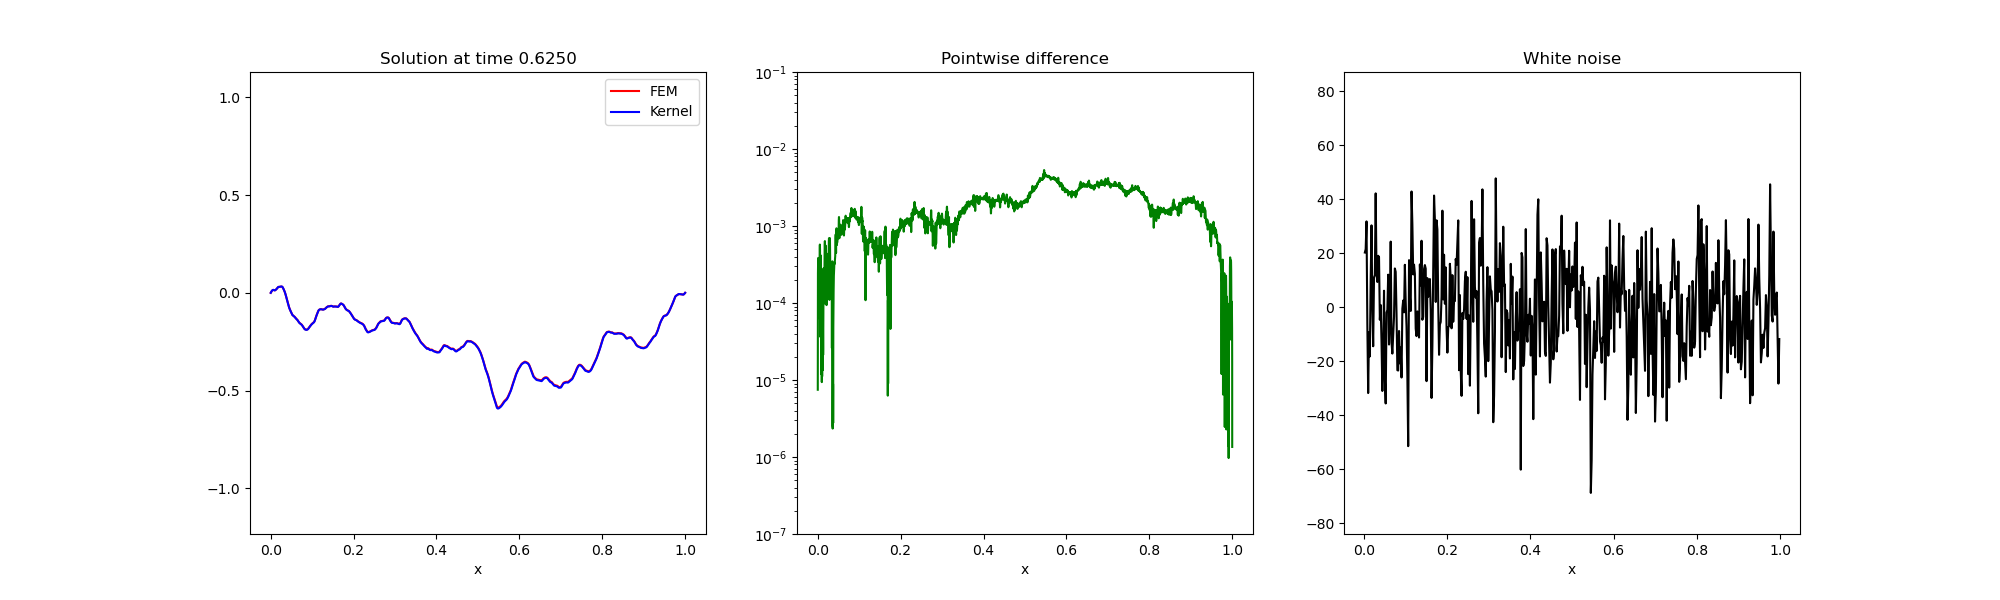 Solution at time 0.6250
1.0
0.5
0.0
−0.5
−1.0
0.0 0.2 0.4 0.6 0.8 1.0
x
FEM
Kernel
Pointwise difference
10⁻¹
10⁻²
10⁻³
10⁻⁴
10⁻⁵
10⁻⁶
10⁻⁷
0.0 0.2 0.4 0.6 0.8 1.0
x
White noise
80
60
40
20
0
−20
−40
−60
−80
0.0 0.2 0.4 0.6 0.8 1.0
x